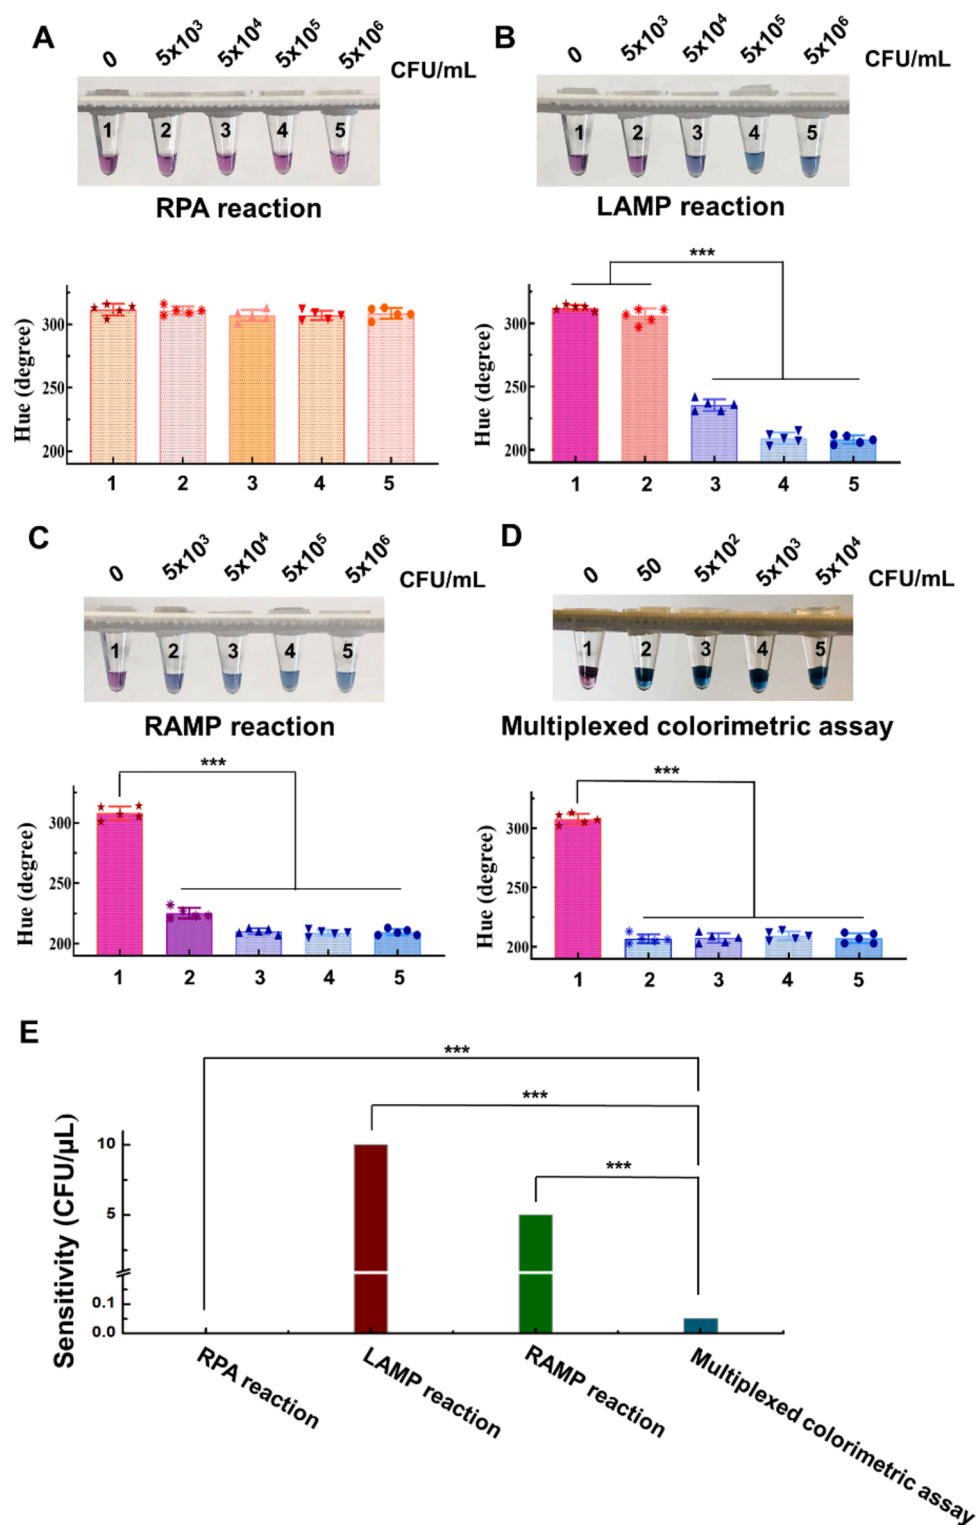 A
0 5x10³ 5x10⁴ 5x10⁵ 5x10⁶ CFU/mL
1 2 3 4 5
RPA reaction
Hue (degree)
300
250
200
1 2 3 4 5
B
0 5x10³ 5x10⁴ 5x10⁵ 5x10⁶ CFU/mL
1 2 3 4 5
LAMP reaction
***
Hue (degree)
300
250
200
1 2 3 4 5
C
0 5x10³ 5x10⁴ 5x10⁵ 5x10⁶ CFU/mL
1 2 3 4 5
RAMP reaction
***
Hue (degree)
300
250
200
1 2 3 4 5
D
0 50 5x10² 5x10³ 5x10⁴ CFU/mL
1 2 3 4 5
Multiplexed colorimetric assay
***
Hue (degree)
300
250
200
1 2 3 4 5
E
***
***
***
Sensitivity (CFU/μL)
10
5
0.1
0.0
RPA reaction
LAMP reaction
RAMP reaction
Multiplexed colorimetric assay